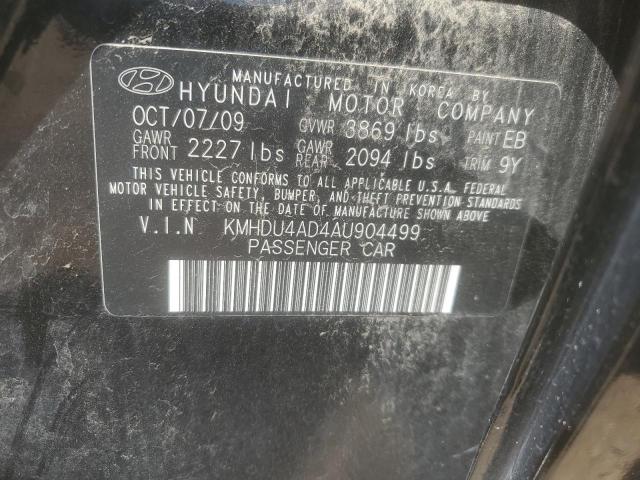 MANUFACTURED IN KOREA BY
HYUNDAI MOTOR COMPANY
OCT/07/09 GVWR 3869 lbs PAINT EB
GAWR FRONT 2227 lbs GAWR REAR 2094 lbs TRIM 9Y
THIS VEHICLE CONFORMS TO ALL APPLICABLE U.S.A. FEDERAL
MOTOR VEHICLE SAFETY, BUMPER, AND THEFT PREVENTION STANDARDS
IN EFFECT ON THE DATE OF MANUFACTURE SHOWN ABOVE
V.I.N KMHDU4AD4AU904499
PASSENGER CAR